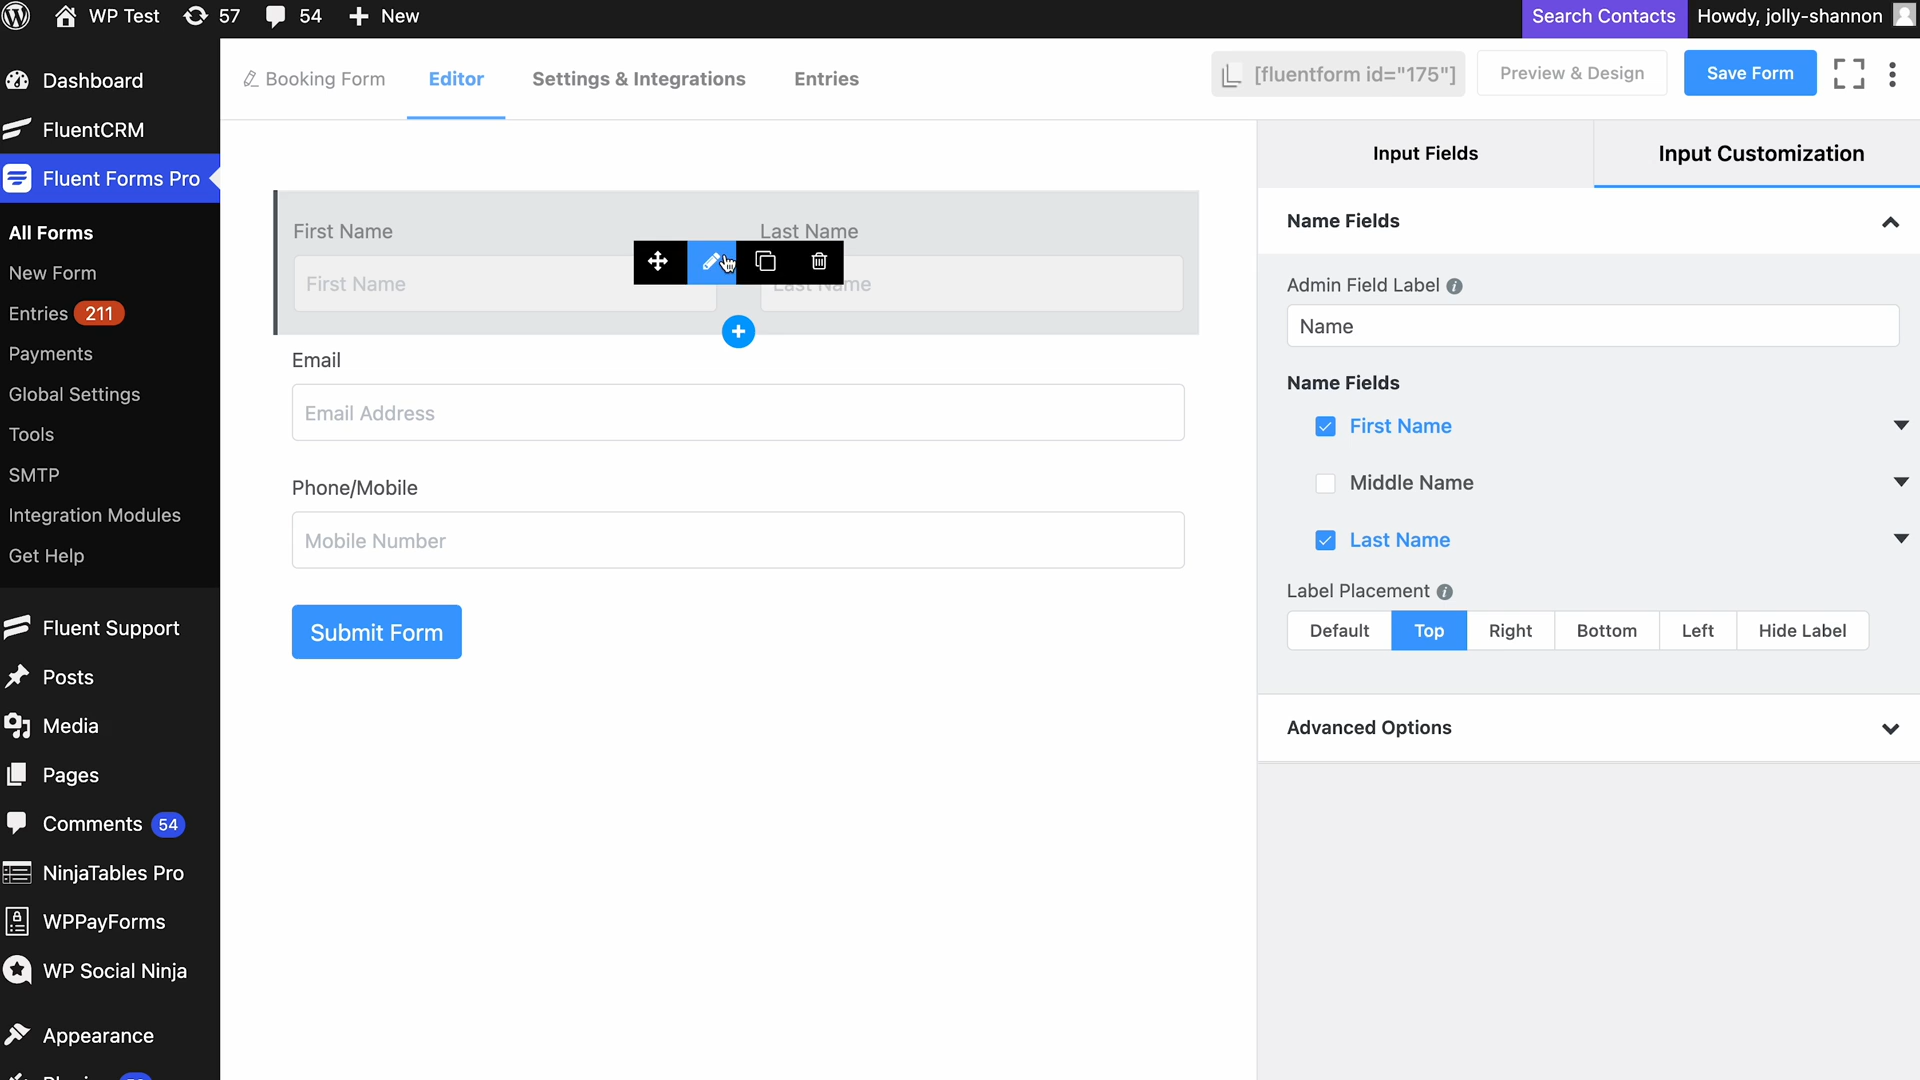 WP Test 57 54 New Search Contacts Howdy, jolly-shannon
Dashboard
FluentCRM
Fluent Forms Pro
All Forms
New Form
Entries 211
Payments
Global Settings
Tools
SMTP
Integration Modules
Get Help
Fluent Support
Posts
Media
Pages
Comments 54
NinjaTables Pro
WPPayForms
WP Social Ninja
Appearance
Booking Form Editor Settings & Integrations Entries [fluentform id="175"] Preview & Design Save Form
First Name Last Name
First Name Last Name
Email
Email Address
Phone/Mobile
Mobile Number
Submit Form
Input Fields Input Customization
Name Fields
Admin Field Label
Name
Name Fields
First Name
Middle Name
Last Name
Label Placement
Default Top Right Bottom Left Hide Label
Advanced Options